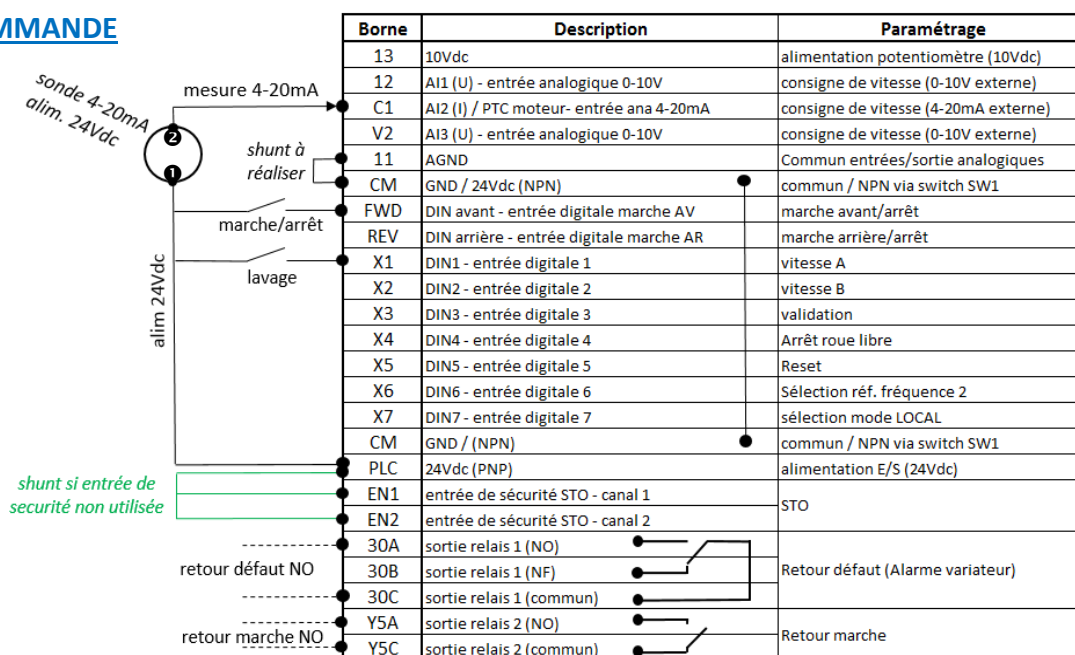 MMANDE
Borne Description Paramétrage
13 10Vdc alimentation potentiomètre (10Vdc)
12 AI1 (U) - entrée analogique 0-10V consigne de vitesse (0-10V externe)
C1 AI2 (I) / PTC moteur- entrée ana 4-20mA consigne de vitesse (4-20mA externe)
V2 AI3 (U) - entrée analogique 0-10V consigne de vitesse (0-10V externe)
11 AGND Commun entrées/sortie analogiques
CM GND / 24Vdc (NPN) commun / NPN via switch SW1
FWD DIN avant - entrée digitale marche AV marche avant/arrêt
REV DIN arrière - entrée digitale marche AR marche arrière/arrêt
X1 DIN1 - entrée digitale 1 vitesse A
X2 DIN2 - entrée digitale 2 vitesse B
X3 DIN3 - entrée digitale 3 validation
X4 DIN4 - entrée digitale 4 Arrêt roue libre
X5 DIN5 - entrée digitale 5 Reset
X6 DIN6 - entrée digitale 6 Sélection réf. fréquence 2
X7 DIN7 - entrée digitale 7 sélection mode LOCAL
CM GND / (NPN) commun / NPN via switch SW1
PLC 24Vdc (PNP) alimentation E/S (24Vdc)
EN1 entrée de sécurité STO - canal 1
STO
EN2 entrée de sécurité STO - canal 2
30A sortie relais 1 (NO)
30B sortie relais 1 (NF) Retour défaut (Alarme variateur)
30C sortie relais 1 (commun)
Y5A sortie relais 2 (NO)
Retour marche
Y5C sortie relais 2 (commun)
sonde 4-20mA
alim. 24Vdc
mesure 4-20mA
2
1
shunt à
réaliser
marche/arrêt
lavage
alim 24Vdc
shunt si entrée de
securité non utilisée
retour défaut NO
retour marche NO